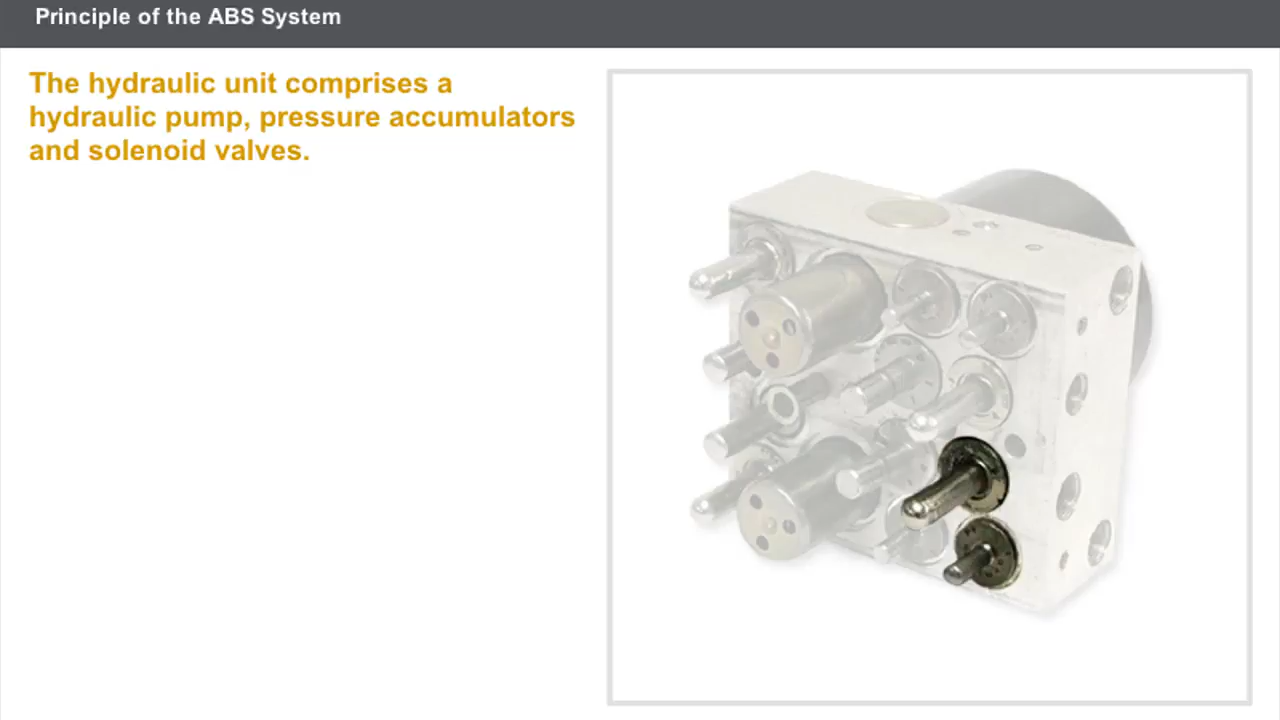 Principle of the ABS System
The hydraulic unit comprises a
hydraulic pump, pressure accumulators
and solenoid valves.